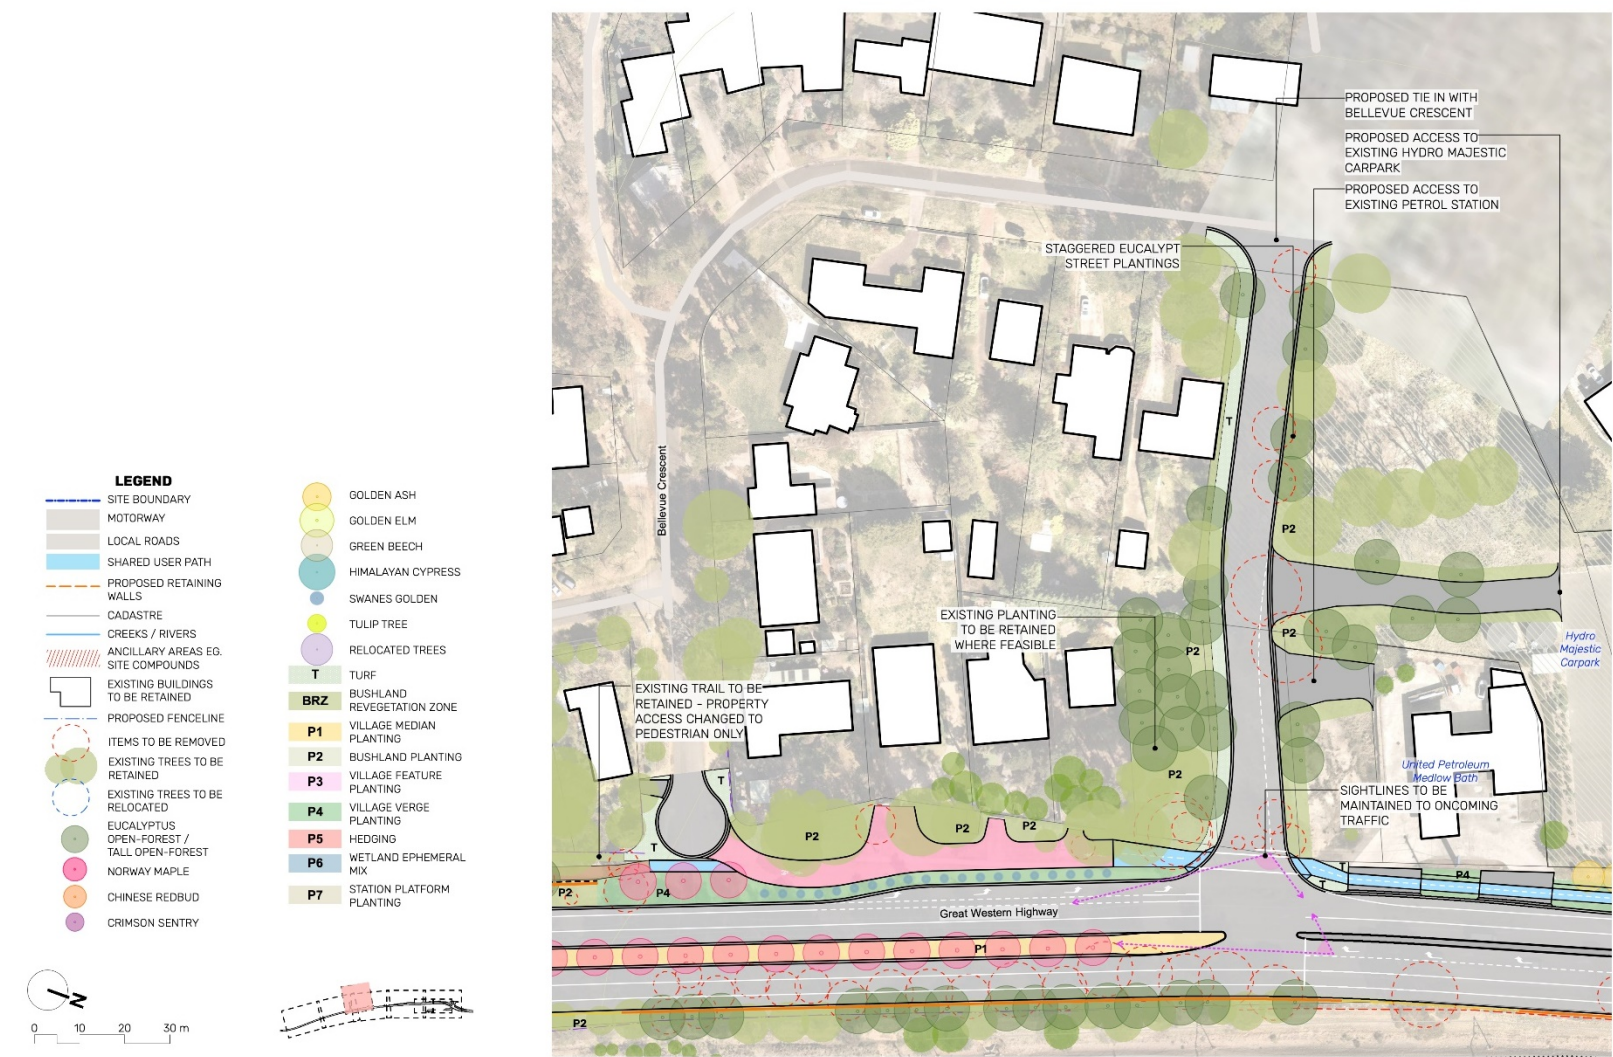 LEGEND
SITE BOUNDARY
MOTORWAY
LOCAL ROADS
SHARED USER PATH
PROPOSED RETAINING
WALLS
CADASTRE
CREEKS / RIVERS
ANCILLARY AREAS EG.
SITE COMPOUNDS
EXISTING BUILDINGS
TO BE RETAINED
PROPOSED FENCELINE
ITEMS TO BE REMOVED
EXISTING TREES TO BE
RETAINED
EXISTING TREES TO BE
RELOCATED
EUCALYPTUS
OPEN-FOREST /
TALL OPEN-FOREST
NORWAY MAPLE
CHINESE REDBUD
CRIMSON SENTRY
GOLDEN ASH
GOLDEN ELM
GREEN BEECH
HIMALAYAN CYPRESS
SWANES GOLDEN
TULIP TREE
RELOCATED TREES
T TURF
BRZ BUSHLAND
REVEGETATION ZONE
P1 VILLAGE MEDIAN
PLANTING
P2 BUSHLAND PLANTING
P3 VILLAGE FEATURE
PLANTING
P4 VILLAGE VERGE
PLANTING
P5 HEDGING
P6 WETLAND EPHEMERAL
MIX
P7 STATION PLATFORM
PLANTING
N
0 10 20 30 m
PROPOSED TIE IN WITH
BELLEVUE CRESCENT
PROPOSED ACCESS TO
EXISTING HYDRO MAJESTIC
CARPARK
PROPOSED ACCESS TO
EXISTING PETROL STATION
STAGGERED EUCALYPT
STREET PLANTINGS
T
Bellevue Crescent
P2
EXISTING PLANTING
TO BE RETAINED
WHERE FEASIBLE
P2
P2
Hydro
Majestic
Carpark
EXISTING TRAIL TO BE
RETAINED - PROPERTY
ACCESS CHANGED TO
PEDESTRIAN ONLY
T
P2
United Petroleum
Medlow Bath
SIGHTLINES TO BE
MAINTAINED TO ONCOMING
TRAFFIC
P2
P2
P2
T
T
P4
T
P2
P4
Great Western Highway
P1
P2